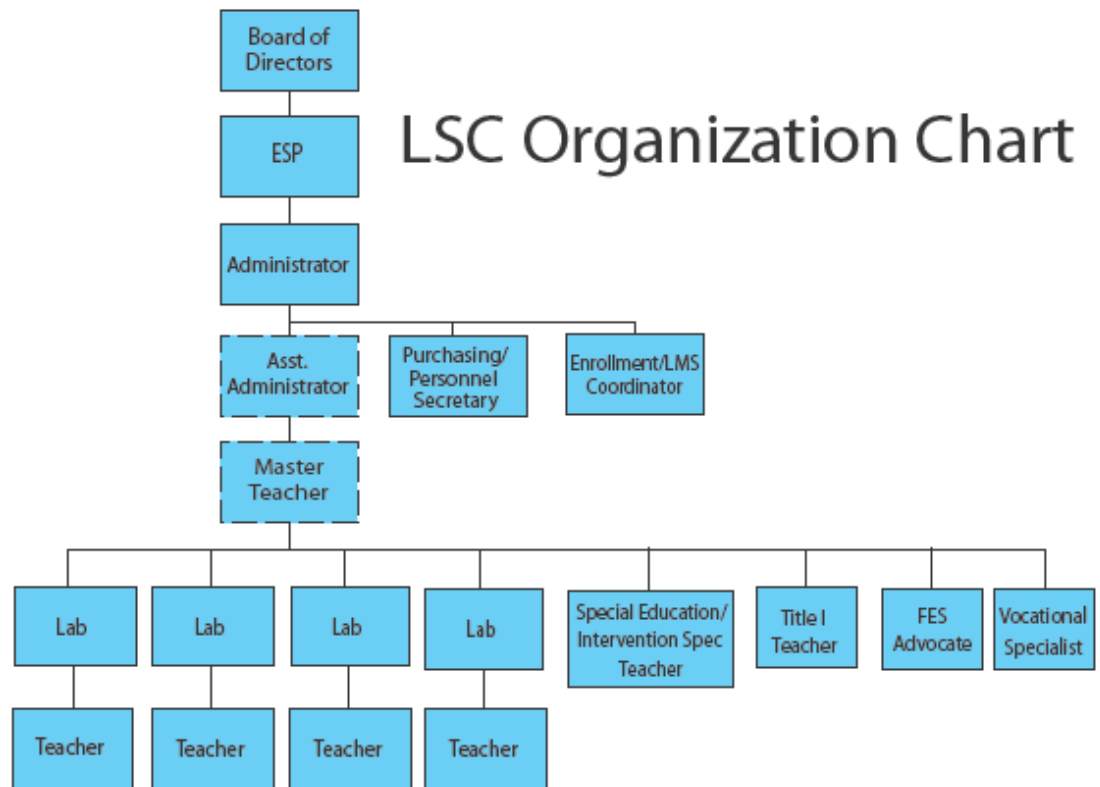 Board of
Directors
LSC Organization Chart
ESP
Administrator
Asst.
Administrator
Purchasing/
Personnel
Secretary
Enrollment/LMS
Coordinator
Master
Teacher
Lab
Lab
Lab
Lab
Special Education/
Intervention Spec
Teacher
Title I
Teacher
FES
Advocate
Vocational
Specialist
Teacher
Teacher
Teacher
Teacher